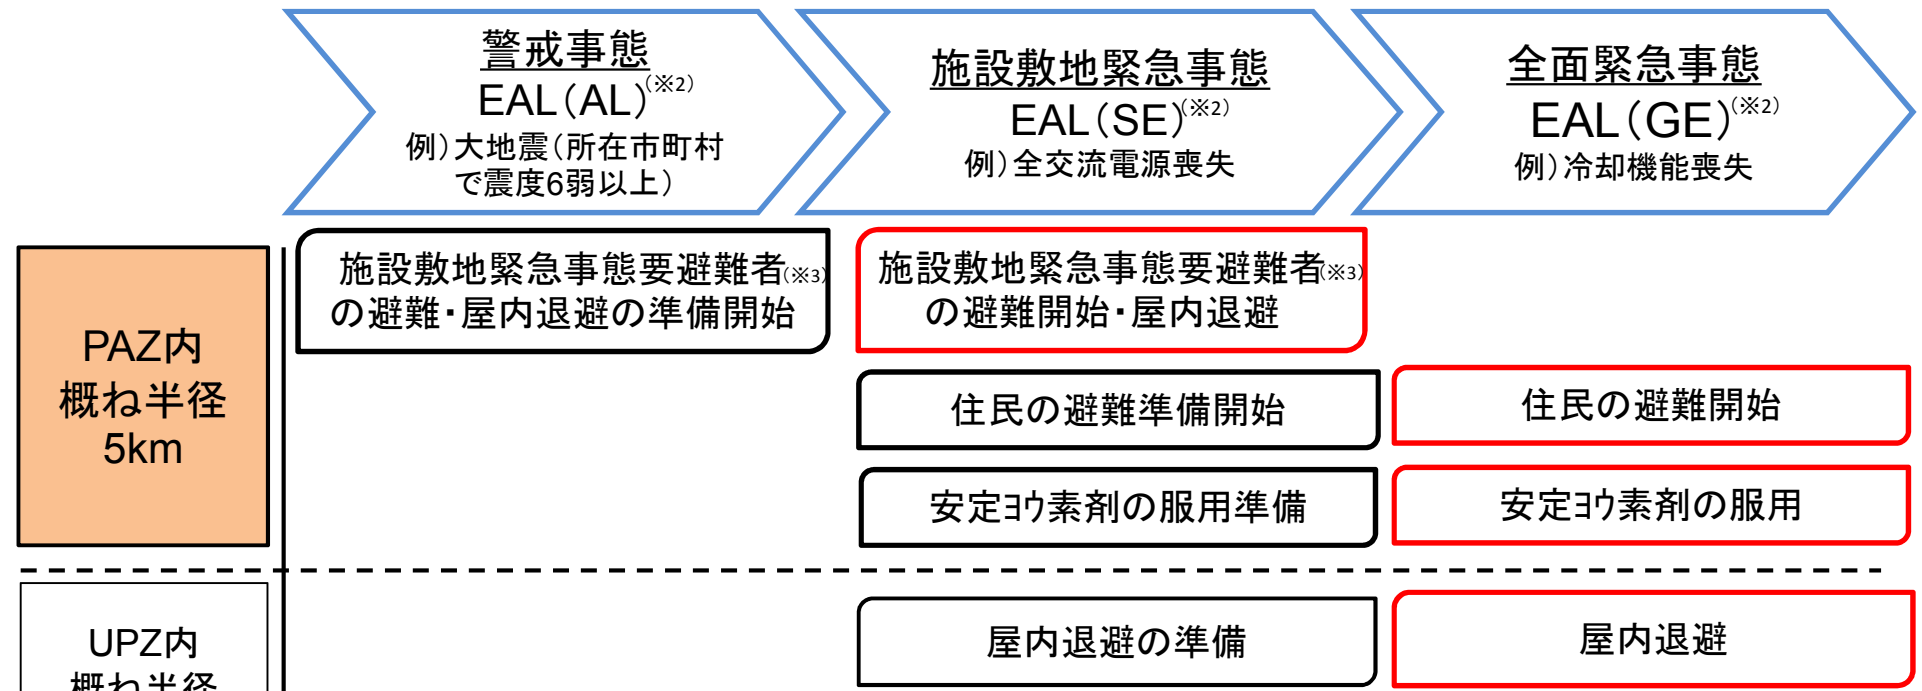 警戒事態
EAL(AL)(※2)
例)大地震(所在市町村
で震度6弱以上)
施設敷地緊急事態
EAL(SE)(※2)
例)全交流電源喪失
全面緊急事態
EAL(GE)(※2)
例)冷却機能喪失
PAZ内
概ね半径
5km
施設敷地緊急事態要避難者(※3)
の避難・屋内退避の準備開始
施設敷地緊急事態要避難者(※3)
の避難開始・屋内退避
住民の避難準備開始
住民の避難開始
安定ﾖｳ素剤の服用準備
安定ﾖｳ素剤の服用
UPZ内
概ね半径
屋内退避の準備
屋内退避